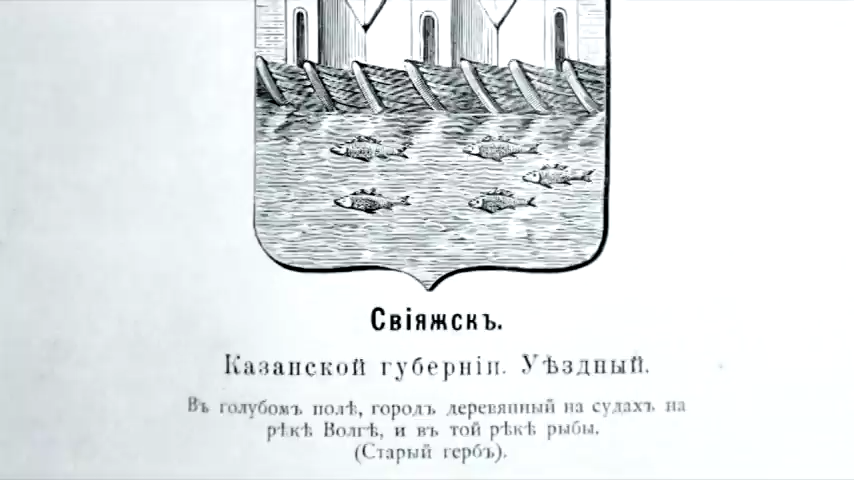 Свіяжскъ.
Казанской губерніи. Уѣздный.
Въ голубомъ полѣ, городъ деревянный на судахъ на
рѣкѣ Волгѣ, и въ той рѣкѣ рыбы.
(Старый гербъ).